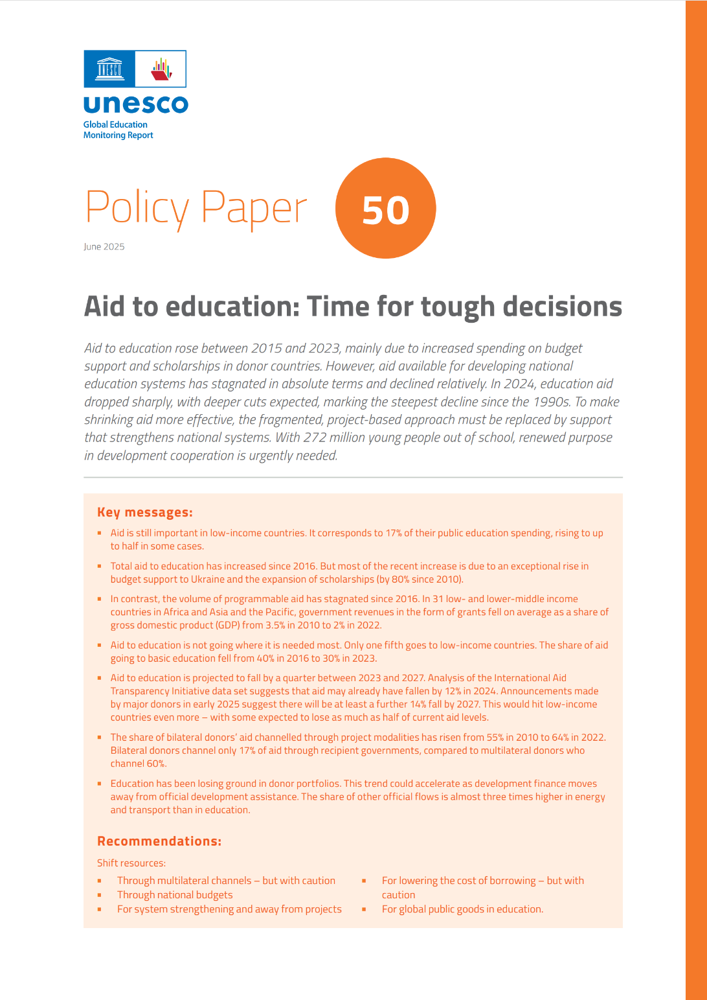 UNESCO
unesco
Global Education
Monitoring Report
Policy Paper
50
June 2025
Aid to education: Time for tough decisions
Aid to education rose between 2015 and 2023, mainly due to increased spending on budget
support and scholarships in donor countries. However, aid available for developing national
education systems has stagnated in absolute terms and declined relatively. In 2024, education aid
dropped sharply, with deeper cuts expected, marking the steepest decline since the 1990s. To make
shrinking aid more effective, the fragmented, project-based approach must be replaced by support
that strengthens national systems. With 272 million young people out of school, renewed purpose
in development cooperation is urgently needed.
Key messages:
▪ Aid is still important in low-income countries. It corresponds to 17% of their public education spending, rising to up
to half in some cases.
▪ Total aid to education has increased since 2016. But most of the recent increase is due to an exceptional rise in
budget support to Ukraine and the expansion of scholarships (by 80% since 2010).
▪ In contrast, the volume of programmable aid has stagnated since 2016. In 31 low- and lower-middle income
countries in Africa and Asia and the Pacific, government revenues in the form of grants fell on average as a share of
gross domestic product (GDP) from 3.5% in 2010 to 2% in 2022.
▪ Aid to education is not going where it is needed most. Only one fifth goes to low-income countries. The share of aid
going to basic education fell from 40% in 2016 to 30% in 2023.
▪ Aid to education is projected to fall by a quarter between 2023 and 2027. Analysis of the International Aid
Transparency Initiative data set suggests that aid may already have fallen by 12% in 2024. Announcements made
by major donors in early 2025 suggest there will be at least a further 14% fall by 2027. This would hit low-income
countries even more – with some expected to lose as much as half of current aid levels.
▪ The share of bilateral donors’ aid channelled through project modalities has risen from 55% in 2010 to 64% in 2022.
Bilateral donors channel only 17% of aid through recipient governments, compared to multilateral donors who
channel 60%.
▪ Education has been losing ground in donor portfolios. This trend could accelerate as development finance moves
away from official development assistance. The share of other official flows is almost three times higher in energy
and transport than in education.
Recommendations:
Shift resources:
▪ Through multilateral channels – but with caution
▪ Through national budgets
▪ For system strengthening and away from projects
▪ For lowering the cost of borrowing – but with
caution
▪ For global public goods in education.